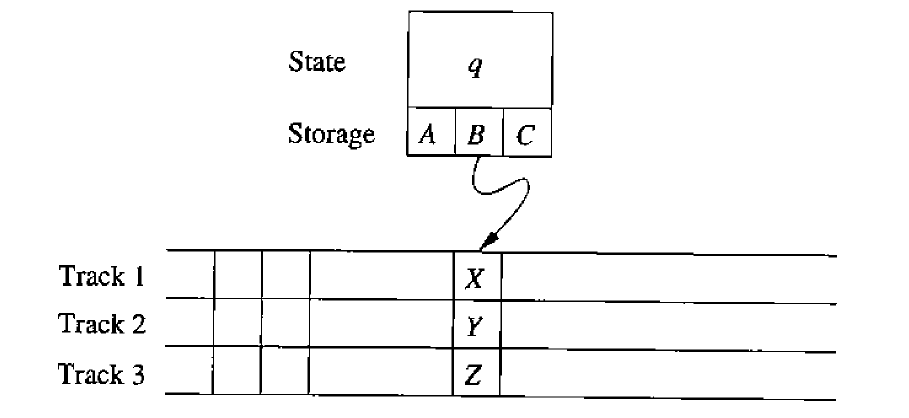 State q
Storage A B C
Track 1 X
Track 2 Y
Track 3 Z